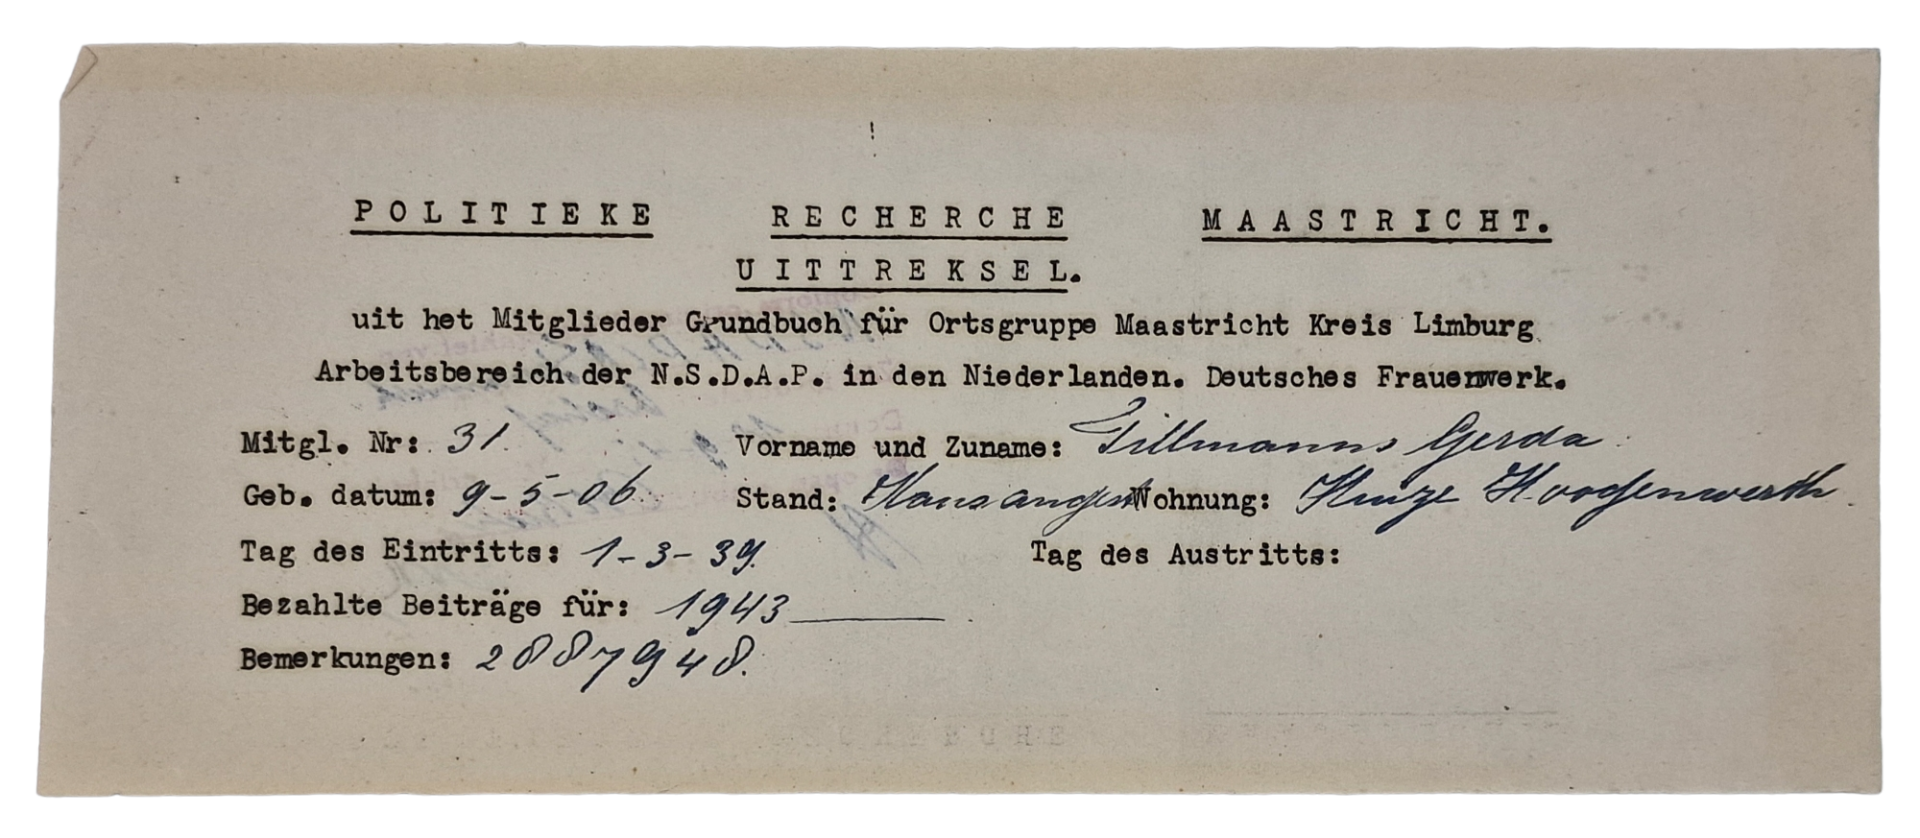 POLITIEKE RECHERCHE MAASTRICHT.
UITTREKSEL.
uit het Mitglieder Grundbuch für Ortsgruppe Maastricht Kreis Limburg
Arbeitsbereich der N.S.D.A.P. in den Niederlanden. Deutsches Frauenwerk.
Mitgl. Nr: 31. Vorname und Zuname: Tillmanns Gerda
Geb. datum: 9-5-06 Stand: Hausangest Wohnung:
Tag des Eintritts: 1-3-39. Tag des Austritts:
Bezahlte Beiträge für: 1943
Bemerkungen: 2887948.